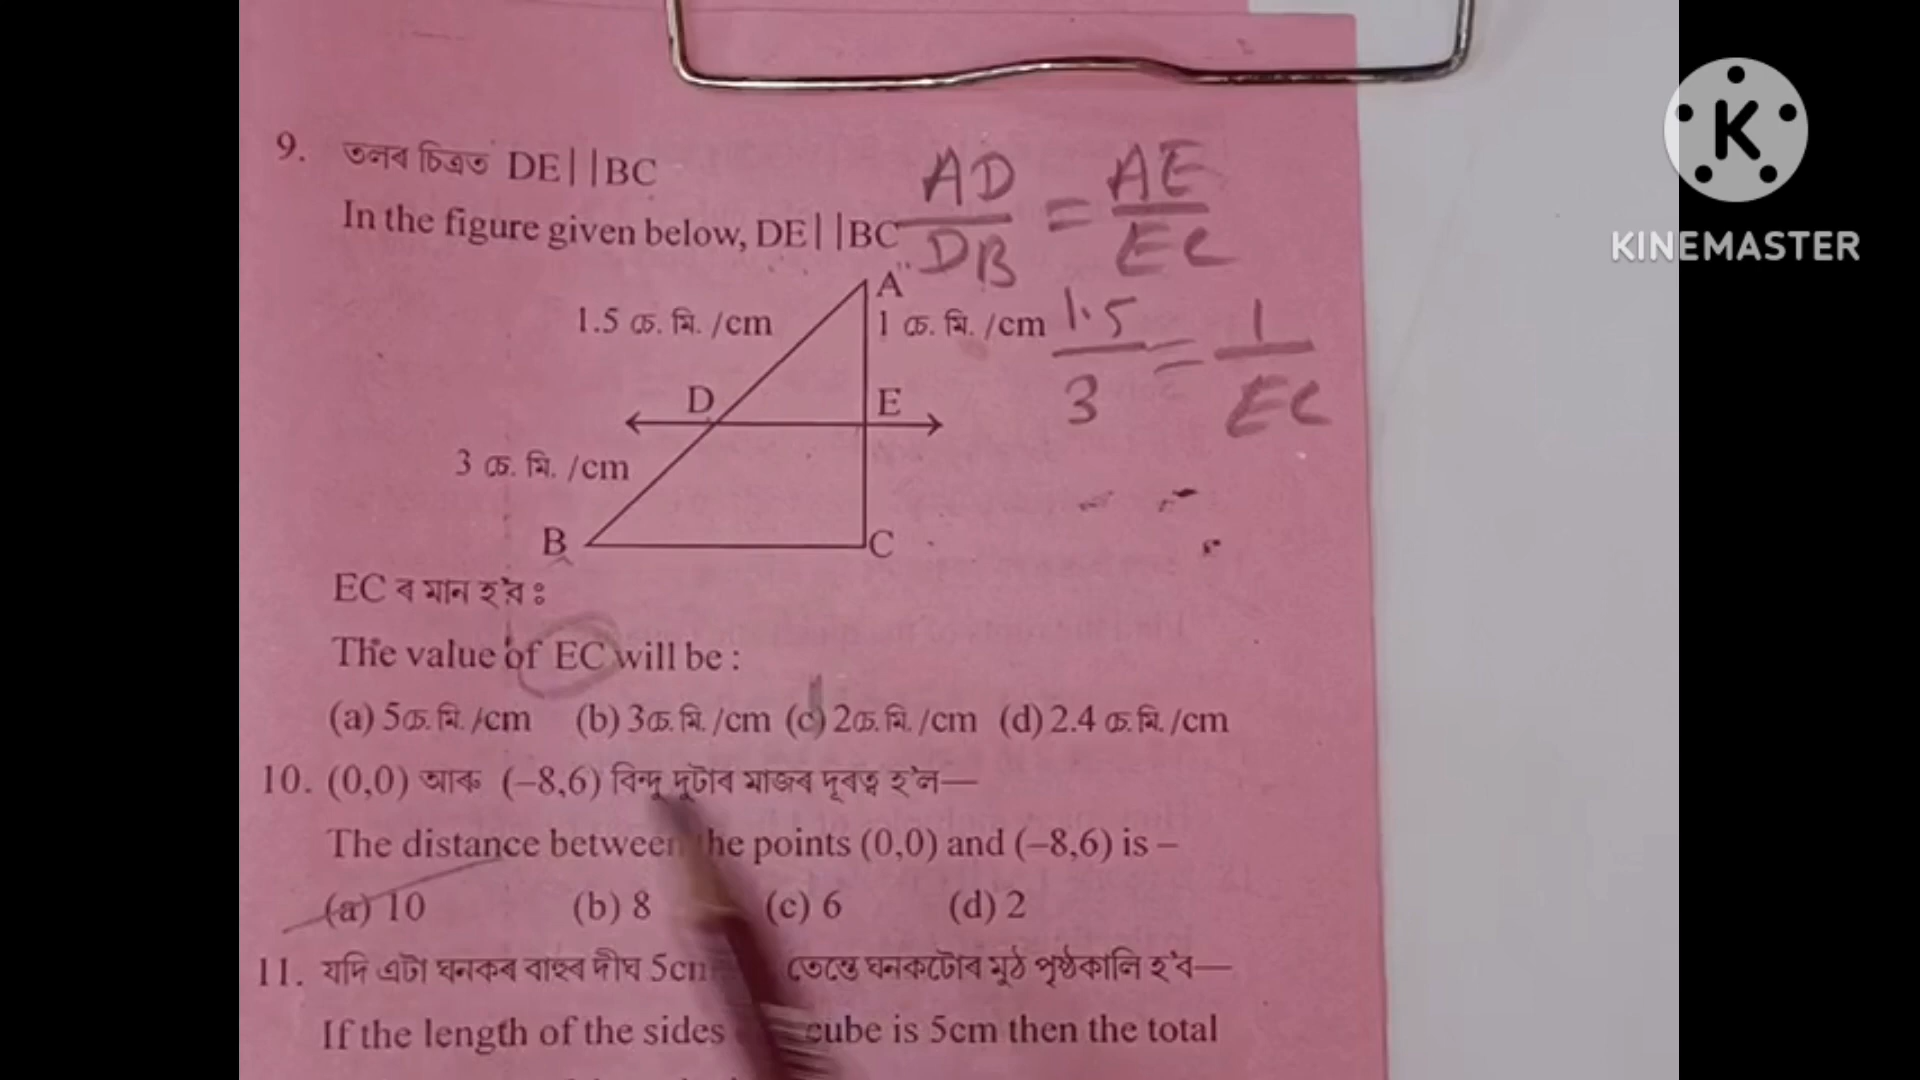 9. তলৰ চিত্ৰত DE||BC
In the figure given below, DE||BC
AD/DB = AE/EC
A
1.5 চে. মি. /cm
1 চে. মি. /cm
1.5/3 = 1/EC
D
E
3 চে. মি. /cm
B
C
EC ৰ মান হ'ব ঃ
The value of EC will be :
(a) 5চে.মি. /cm (b) 3চে.মি. /cm (c) 2চে.মি. /cm (d) 2.4 চে.মি. /cm
10. (0,0) আৰু (–8,6) বিন্দু দুটাৰ মাজৰ দূৰত্ব হ'ল—
The distance between the points (0,0) and (–8,6) is –
(a) 10 (b) 8 (c) 6 (d) 2
11. যদি এটা ঘনকৰ বাহুৰ দীঘ 5cm তেন্তে ঘনকটোৰ মুঠ পৃষ্ঠকালি হ'ব—
If the length of the sides cube is 5cm then the total
K
KINEMASTER